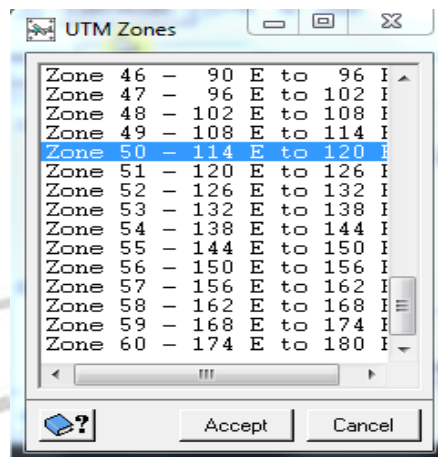 UTM Zones
Zone 46 – 90 E to 96 E
Zone 47 – 96 E to 102 E
Zone 48 – 102 E to 108 E
Zone 49 – 108 E to 114 E
Zone 50 – 114 E to 120 E
Zone 51 – 120 E to 126 E
Zone 52 – 126 E to 132 E
Zone 53 – 132 E to 138 E
Zone 54 – 138 E to 144 E
Zone 55 – 144 E to 150 E
Zone 56 – 150 E to 156 E
Zone 57 – 156 E to 162 E
Zone 58 – 162 E to 168 E
Zone 59 – 168 E to 174 E
Zone 60 – 174 E to 180 E
? Accept Cancel